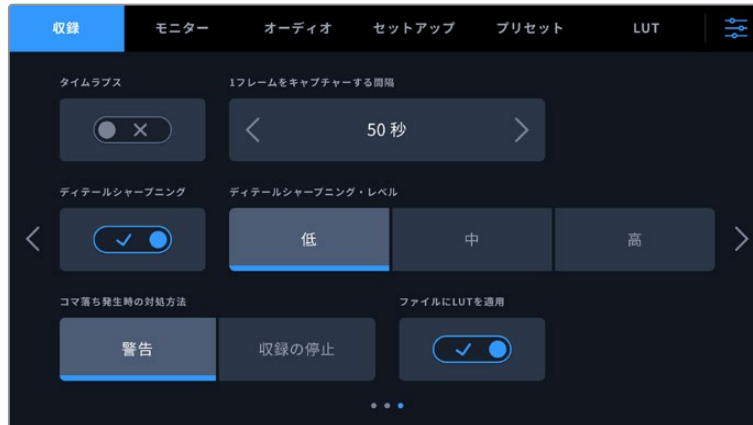 収録 モニター オーディオ セットアップ プリセット LUT
タイムラプス 1フレームをキャプチャーする間隔
50 秒
ディテールシャープニング ディテールシャープニング・レベル
低 中 高
コマ落ち発生時の対処方法 ファイルにLUTを適用
警告 収録の停止